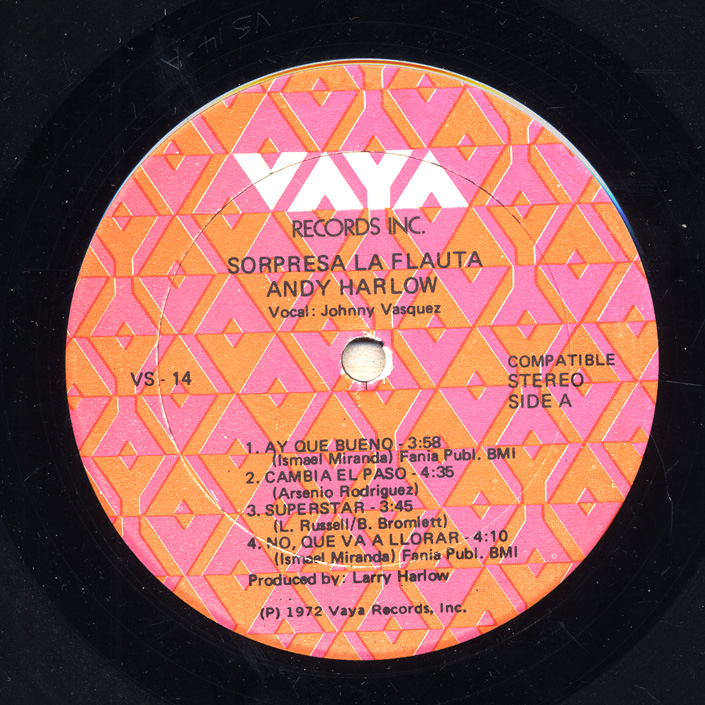 VS 14-A
VAYA
RECORDS INC.
SORPRESA LA FLAUTA
ANDY HARLOW
Vocal: Johnny Vasquez
VS - 14
COMPATIBLE
STEREO
SIDE A
1. AY QUE BUENO - 3:58
(Ismael Miranda) Fania Publ. BMI
2. CAMBIA EL PASO - 4:35
(Arsenio Rodriguez)
3. SUPERSTAR - 3:45
(L. Russell/B. Bromlett)
4. NO, QUE VA A LLORAR - 4:10
(Ismael Miranda) Fania Publ. BMI
Produced by: Larry Harlow
(P) 1972 Vaya Records, Inc.